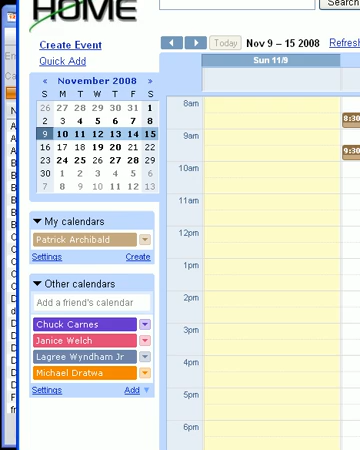 HOME
Search
Create Event
Quick Add
Today
Nov 9 – 15 2008
Refresh
« November 2008 »
S M T W T F S
26 27 28 29 30 31 1
2 3 4 5 6 7 8
9 10 11 12 13 14 15
16 17 18 19 20 21 22
23 24 25 26 27 28 29
30 1 2 3 4 5 6
7 8 9 10 11 12 13
Sun 11/9
8am
8:30
9am
9:30
10am
11am
12pm
1pm
2pm
3pm
4pm
5pm
6pm
My calendars
Patrick Archibald
Settings
Create
Other calendars
Add a friend's calendar
Chuck Carnes
Janice Welch
Lagree Wyndham Jr
Michael Dratwa
Settings
Add